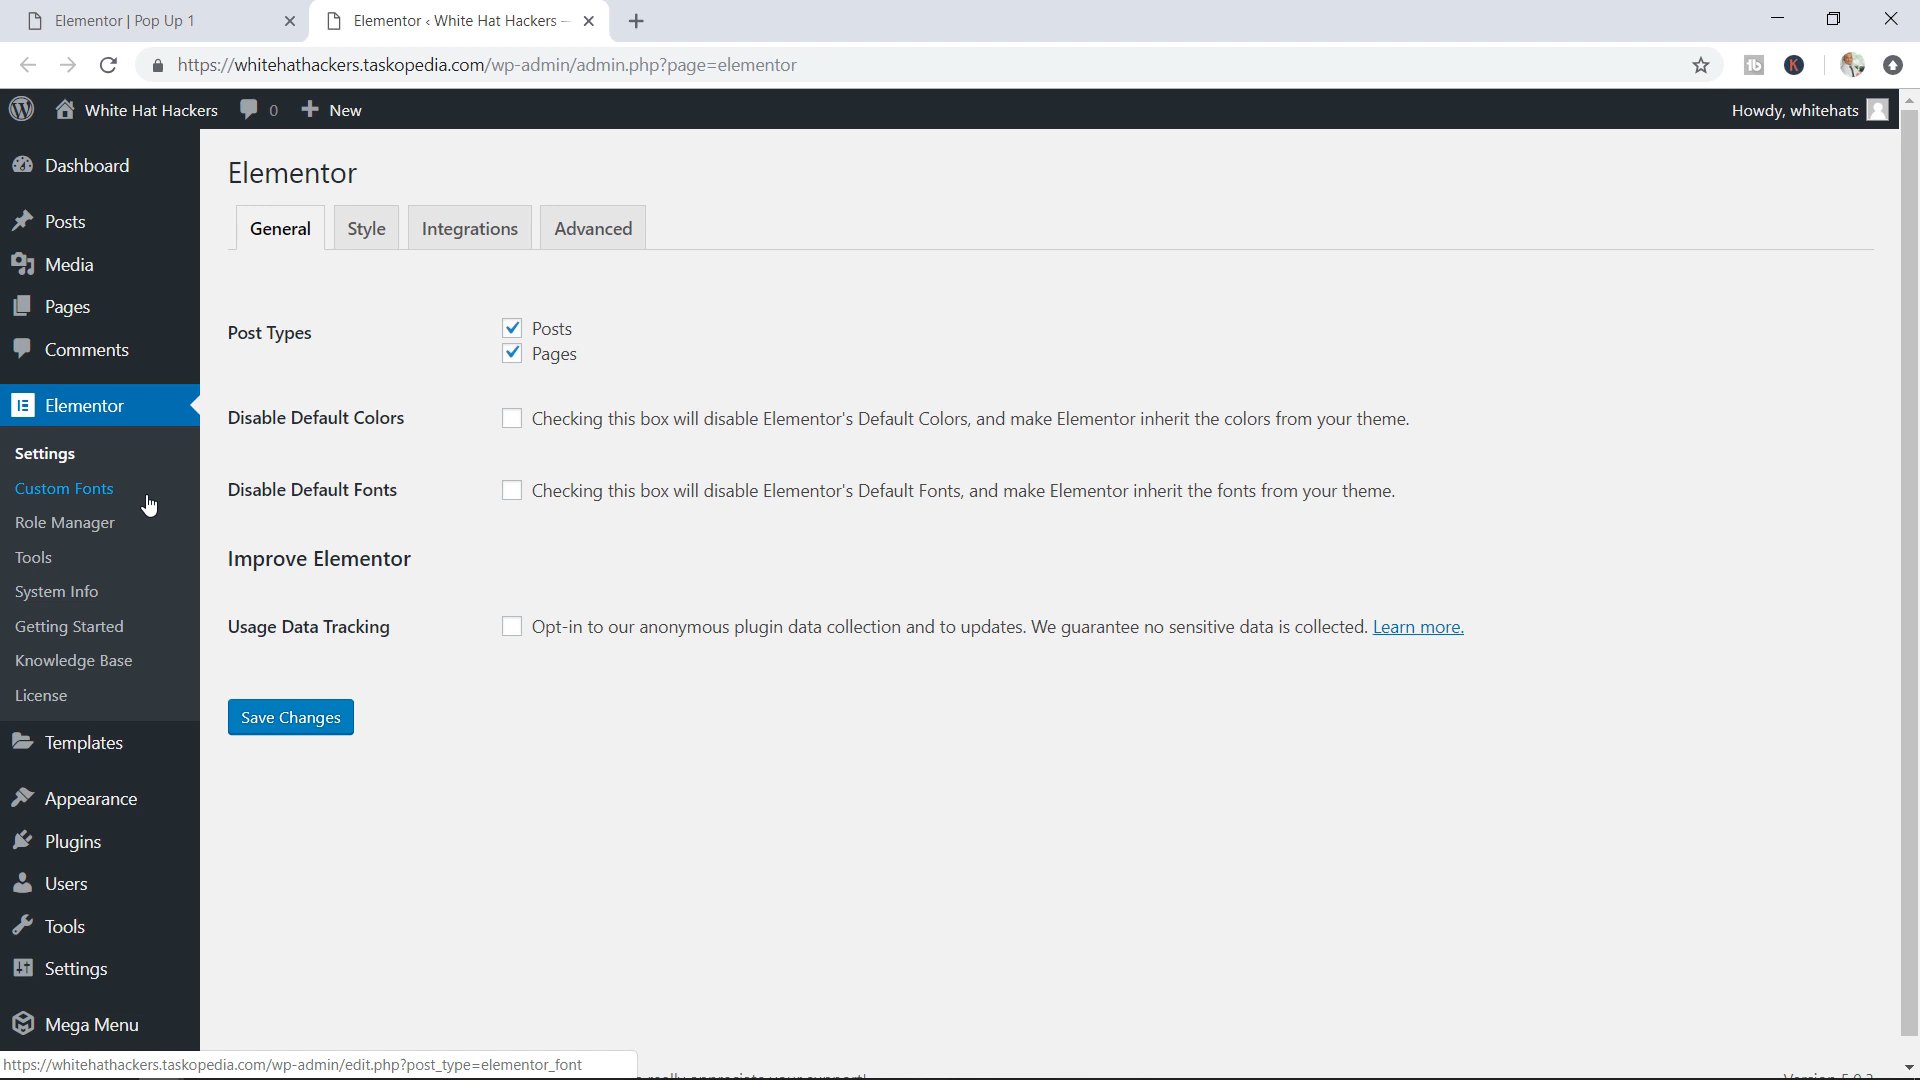 Elementor | Pop Up 1
Elementor ‹ White Hat Hackers —
https://whitehathackers.taskopedia.com/wp-admin/admin.php?page=elementor
tb
K
White Hat Hackers
0
New
Howdy, whitehats
Dashboard
Posts
Media
Pages
Comments
Elementor
Settings
Custom Fonts
Role Manager
Tools
System Info
Getting Started
Knowledge Base
License
Templates
Appearance
Plugins
Users
Tools
Settings
Mega Menu
Elementor
General
Style
Integrations
Advanced
Post Types
Posts
Pages
Disable Default Colors
Checking this box will disable Elementor's Default Colors, and make Elementor inherit the colors from your theme.
Disable Default Fonts
Checking this box will disable Elementor's Default Fonts, and make Elementor inherit the fonts from your theme.
Improve Elementor
Usage Data Tracking
Opt-in to our anonymous plugin data collection and to updates. We guarantee no sensitive data is collected. Learn more.
Save Changes
https://whitehathackers.taskopedia.com/wp-admin/edit.php?post_type=elementor_font
really appreciate your support!